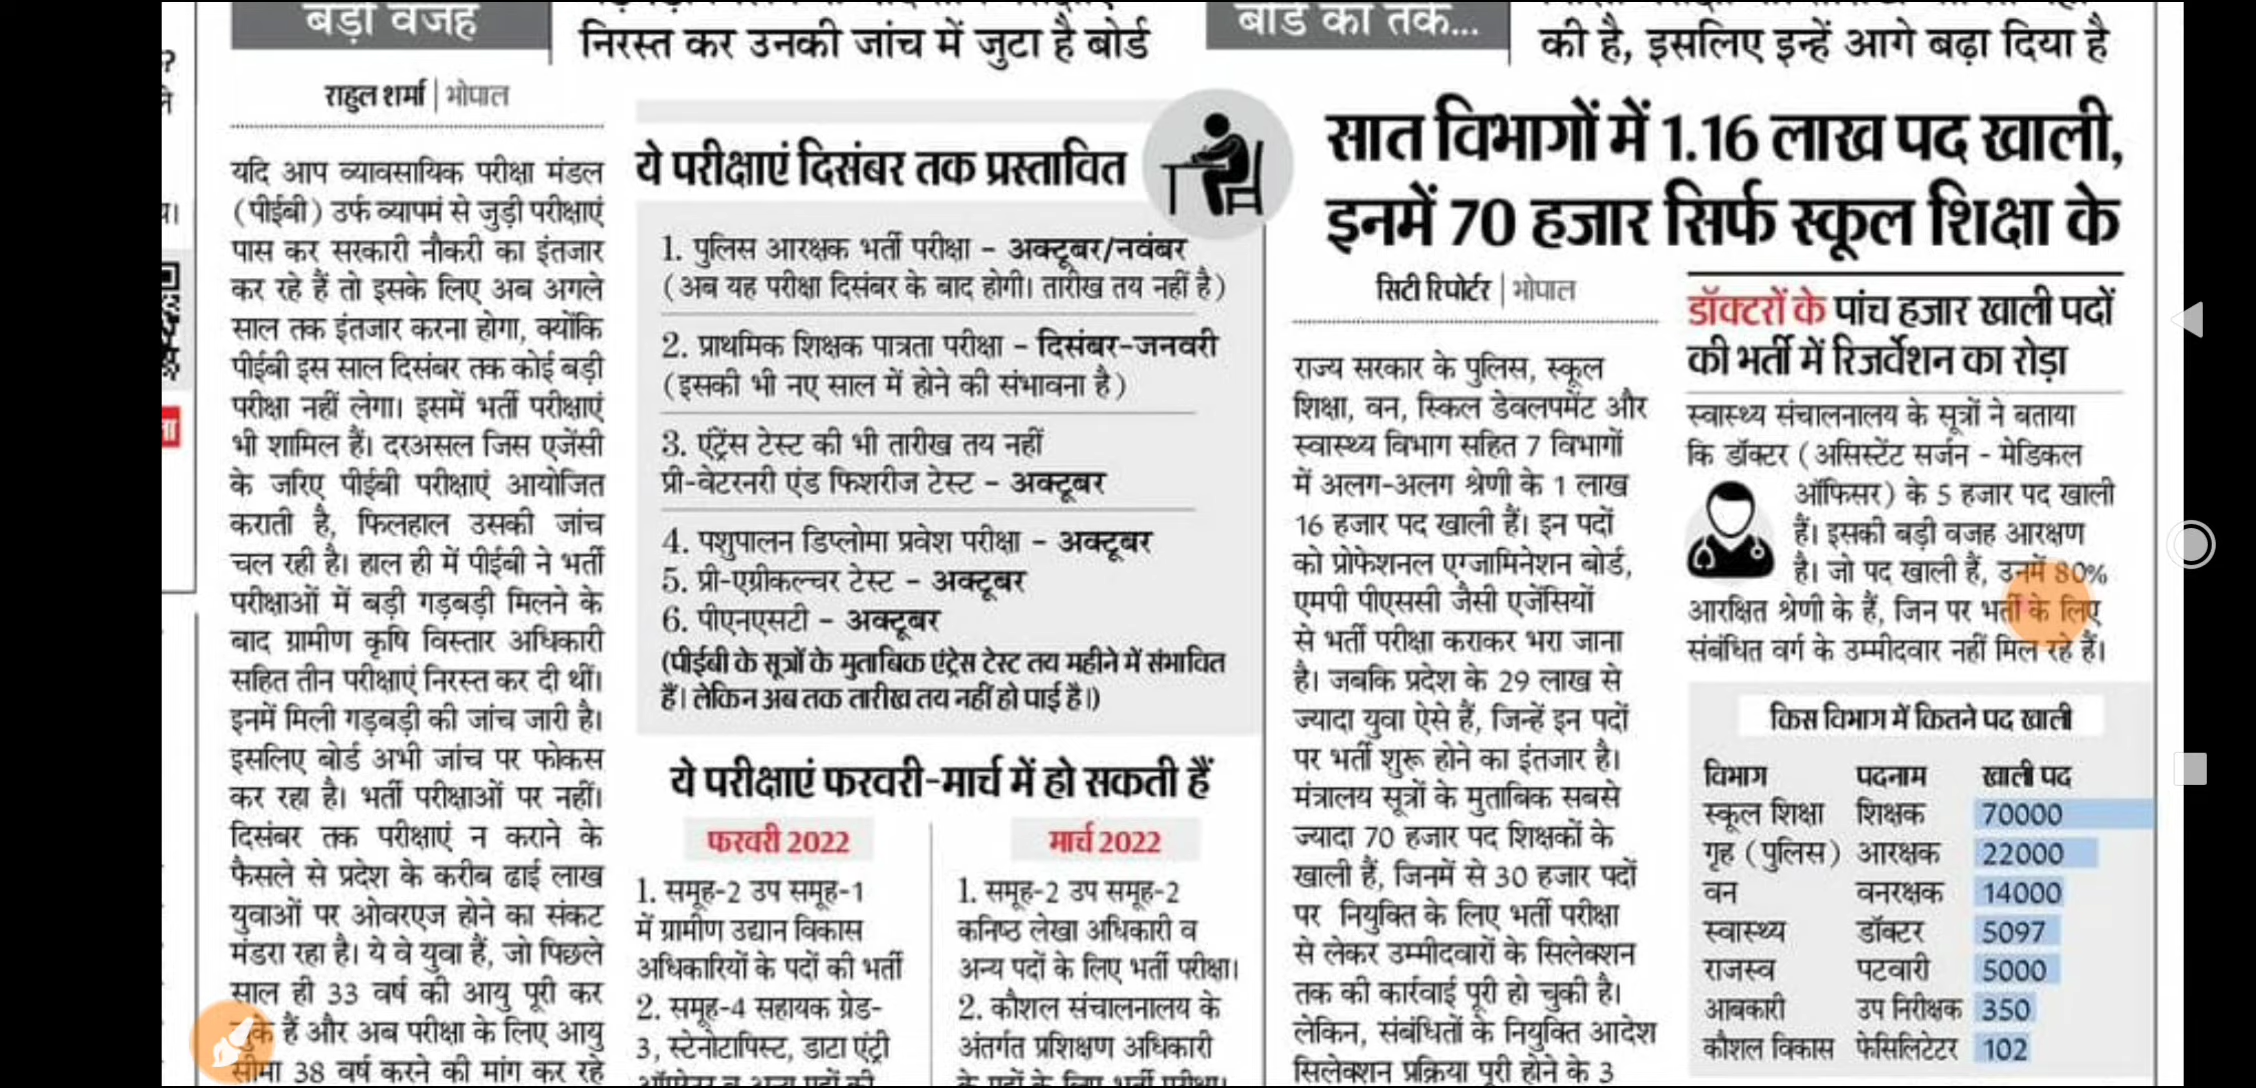 बड़ी वजह
निरस्त कर उनकी जांच में जुटा है बोर्ड
बोर्ड का तर्क...
की है, इसलिए इन्हें आगे बढ़ा दिया है
राहुल शर्मा | भोपाल
यदि आप व्यावसायिक परीक्षा मंडल
(पीईबी) उर्फ व्यापमं से जुड़ी परीक्षाएं
पास कर सरकारी नौकरी का इंतजार
कर रहे हैं तो इसके लिए अब अगले
साल तक इंतजार करना होगा, क्योंकि
पीईबी इस साल दिसंबर तक कोई बड़ी
परीक्षा नहीं लेगा। इसमें भर्ती परीक्षाएं
भी शामिल हैं। दरअसल जिस एजेंसी
के जरिए पीईबी परीक्षाएं आयोजित
कराती है, फिलहाल उसकी जांच
चल रही है। हाल ही में पीईबी ने भर्ती
परीक्षाओं में बड़ी गड़बड़ी मिलने के
बाद ग्रामीण कृषि विस्तार अधिकारी
सहित तीन परीक्षाएं निरस्त कर दी थीं।
इनमें मिली गड़बड़ी की जांच जारी है।
इसलिए बोर्ड अभी जांच पर फोकस
कर रहा है। भर्ती परीक्षाओं पर नहीं।
दिसंबर तक परीक्षाएं न कराने के
फैसले से प्रदेश के करीब ढाई लाख
युवाओं पर ओवरएज होने का संकट
मंडरा रहा है। ये वे युवा हैं, जो पिछले
साल ही 33 वर्ष की आयु पूरी कर
चुके हैं और अब परीक्षा के लिए आयु
सीमा 38 वर्ष करने की मांग कर रहे
ये परीक्षाएं दिसंबर तक प्रस्तावित
1. पुलिस आरक्षक भर्ती परीक्षा - अक्टूबर/नवंबर
(अब यह परीक्षा दिसंबर के बाद होगी। तारीख तय नहीं है)
2. प्राथमिक शिक्षक पात्रता परीक्षा - दिसंबर-जनवरी
(इसकी भी नए साल में होने की संभावना है)
3. एंट्रेंस टेस्ट की भी तारीख तय नहीं
प्री-वेटरनरी एंड फिशरीज टेस्ट - अक्टूबर
4. पशुपालन डिप्लोमा प्रवेश परीक्षा - अक्टूबर
5. प्री-एग्रीकल्चर टेस्ट - अक्टूबर
6. पीएनएसटी - अक्टूबर
(पीईबी के सूत्रों के मुताबिक एंट्रेस टेस्ट तय महीने में संभावित
हैं। लेकिन अब तक तारीख तय नहीं हो पाई है।)
ये परीक्षाएं फरवरी-मार्च में हो सकती हैं
फरवरी 2022
1. समूह-2 उप समूह-1
में ग्रामीण उद्यान विकास
अधिकारियों के पदों की भर्ती
2. समूह-4 सहायक ग्रेड-
3, स्टेनोटापिस्ट, डाटा एंट्री
मार्च 2022
1. समूह-2 उप समूह-2
कनिष्ठ लेखा अधिकारी व
अन्य पदों के लिए भर्ती परीक्षा।
2. कौशल संचालनालय के
अंतर्गत प्रशिक्षण अधिकारी
के पदों के लिए भर्ती परीक्षा।
सात विभागों में 1.16 लाख पद खाली,
इनमें 70 हजार सिर्फ स्कूल शिक्षा के
सिटी रिपोर्टर | भोपाल
राज्य सरकार के पुलिस, स्कूल
शिक्षा, वन, स्किल डेवलपमेंट और
स्वास्थ्य विभाग सहित 7 विभागों
में अलग-अलग श्रेणी के 1 लाख
16 हजार पद खाली हैं। इन पदों
को प्रोफेशनल एग्जामिनेशन बोर्ड,
एमपी पीएससी जैसी एजेंसियों
से भर्ती परीक्षा कराकर भरा जाना
है। जबकि प्रदेश के 29 लाख से
ज्यादा युवा ऐसे हैं, जिन्हें इन पदों
पर भर्ती शुरू होने का इंतजार है।
मंत्रालय सूत्रों के मुताबिक सबसे
ज्यादा 70 हजार पद शिक्षकों के
खाली हैं, जिनमें से 30 हजार पदों
पर नियुक्ति के लिए भर्ती परीक्षा
से लेकर उम्मीदवारों के सिलेक्शन
तक की कार्रवाई पूरी हो चुकी है।
लेकिन, संबंधितों के नियुक्ति आदेश
सिलेक्शन प्रक्रिया पूरी होने के 3
डॉक्टरों के पांच हजार खाली पदों
की भर्ती में रिजर्वेशन का रोड़ा
स्वास्थ्य संचालनालय के सूत्रों ने बताया
कि डॉक्टर (असिस्टेंट सर्जन - मेडिकल
ऑफिसर) के 5 हजार पद खाली
हैं। इसकी बड़ी वजह आरक्षण
है। जो पद खाली हैं, उनमें 80%
आरक्षित श्रेणी के हैं, जिन पर भर्ती के लिए
संबंधित वर्ग के उम्मीदवार नहीं मिल रहे हैं।
किस विभाग में कितने पद खाली
विभाग पदनाम खाली पद
स्कूल शिक्षा शिक्षक 70000
गृह (पुलिस) आरक्षक 22000
वन वनरक्षक 14000
स्वास्थ्य डॉक्टर 5097
राजस्व पटवारी 5000
आबकारी उप निरीक्षक 350
कौशल विकास फेसिलिटेटर 102